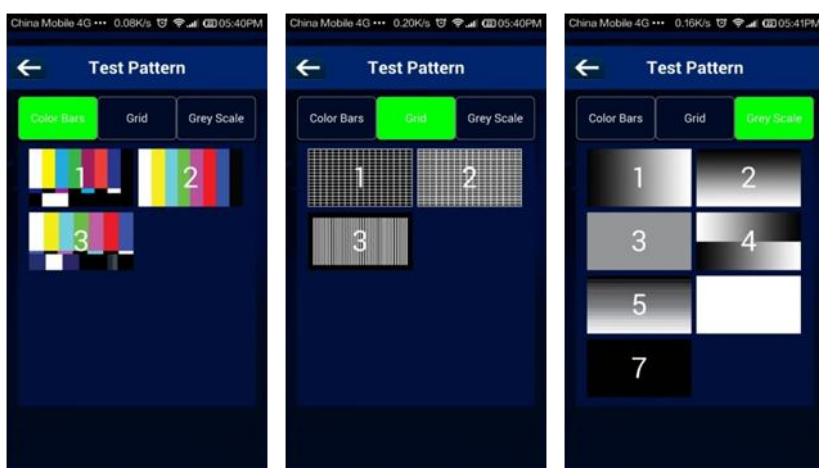 China Mobile 4G ••• 0.08K/s 05:40PM
Test Pattern
Color Bars Grid Grey Scale
1 2
3
China Mobile 4G ••• 0.20K/s 05:40PM
Test Pattern
Color Bars Grid Grey Scale
1 2
3
China Mobile 4G ••• 0.16K/s 05:41PM
Test Pattern
Color Bars Grid Grey Scale
1 2
3 4
5
7